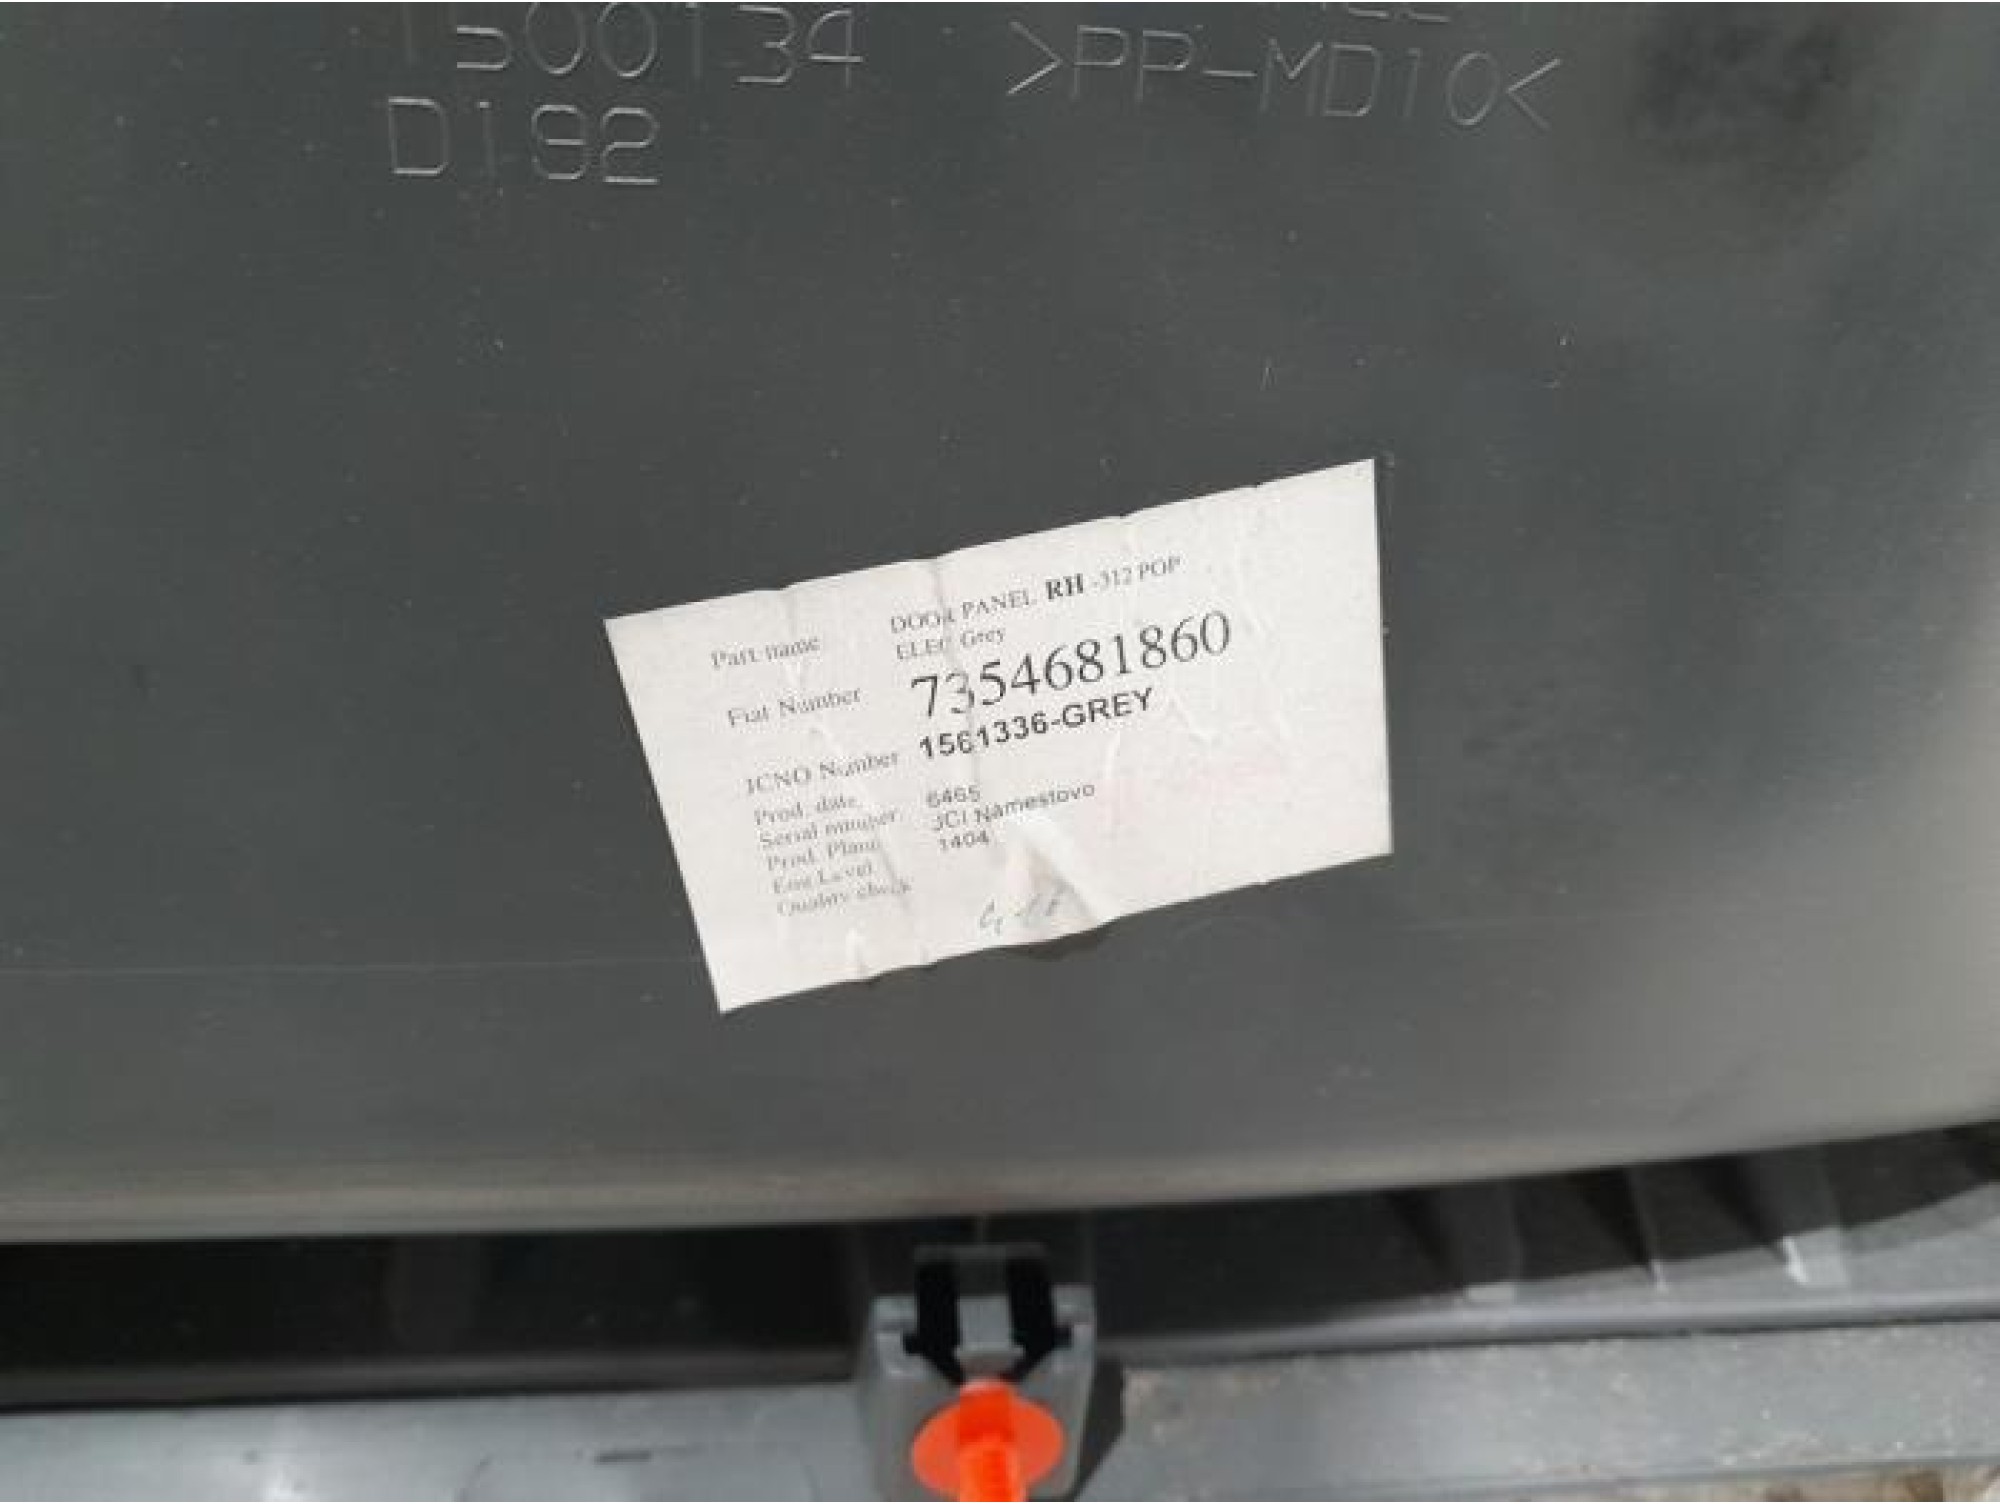 1500134
>PP-MD10<
D192
Part name DOOR PANEL RH -312 POP
ELEC Grey
Fiat Number 7354681860
JCNO Number 1561336-GREY
Prod. date.
Serial number. 6465
Prod. Plant JCI Namestovo
Eng Level 1404
Quality check